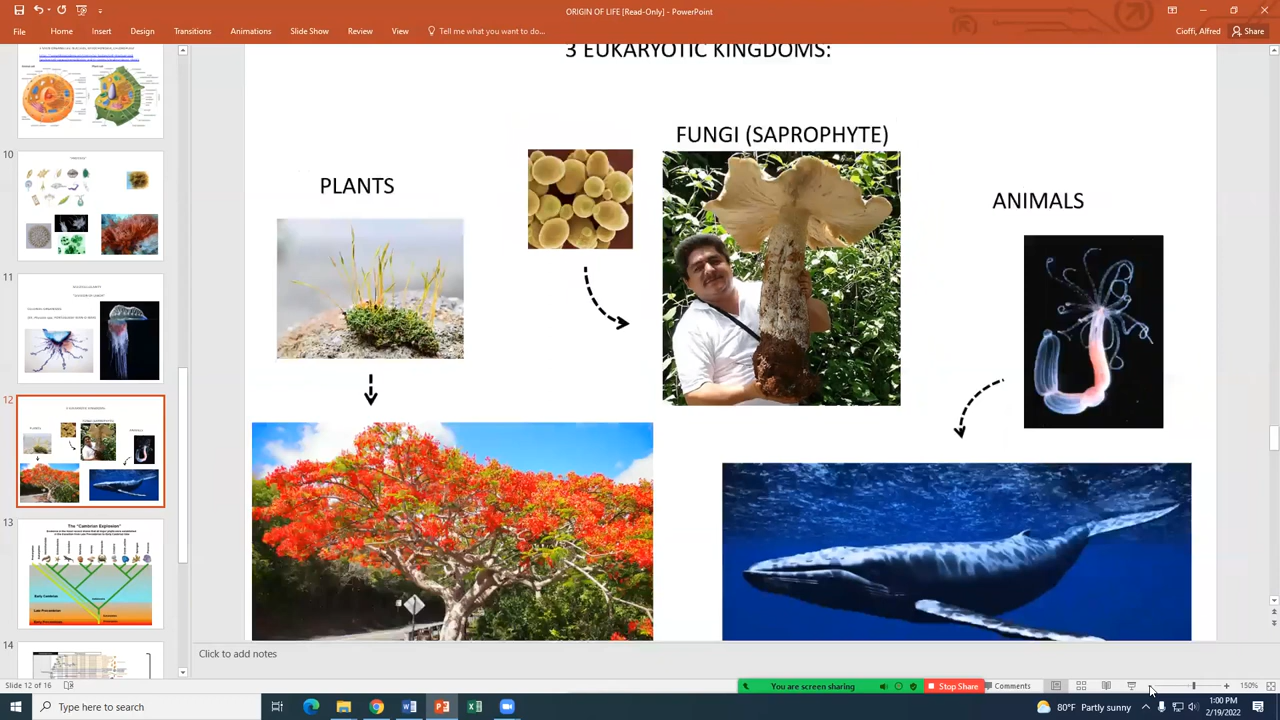 ORIGIN OF LIFE [Read-Only] - PowerPoint
File Home Insert Design Transitions Animations Slide Show Review View Tell me what you want to do... Cioffi, Alfred Share
10
11
12
13
The "Cambrian Explosion"
14
3 EUKARYOTIC KINGDOMS:
FUNGI (SAPROPHYTE)
PLANTS
ANIMALS
Click to add notes
Slide 12 of 16 You are screen sharing Stop Share Comments 150%
Type here to search 80°F Partly sunny 1:00 PM
2/19/2022